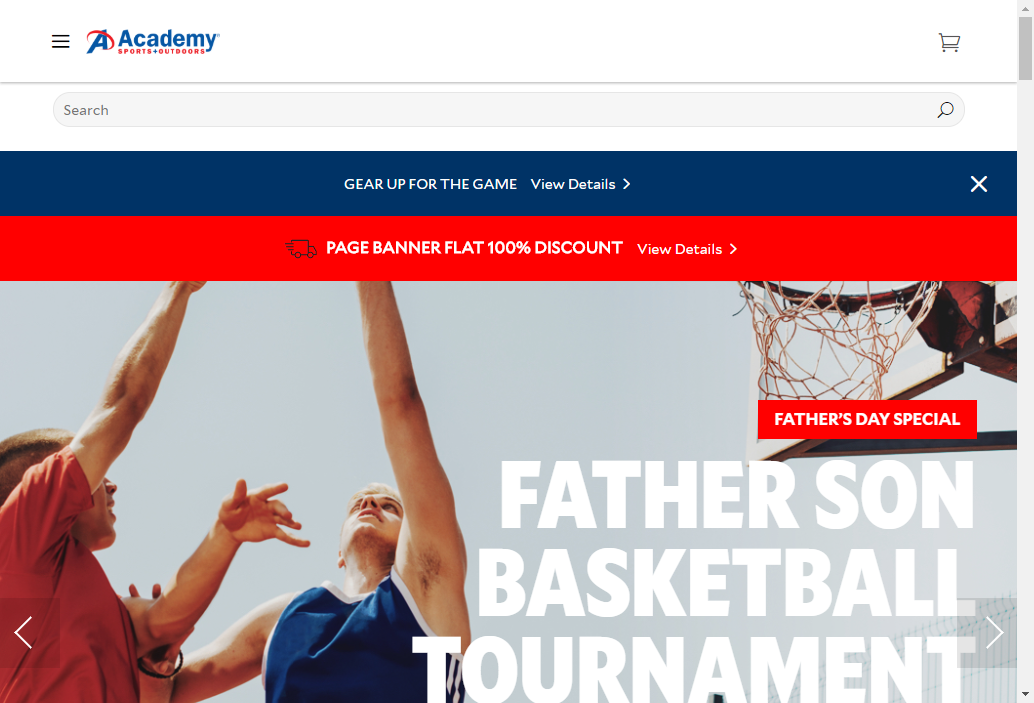 Academy
SPORTS+OUTDOORS
Search
GEAR UP FOR THE GAME View Details
PAGE BANNER FLAT 100% DISCOUNT View Details
FATHER'S DAY SPECIAL
FATHER SON
BASKETBALL
TOURNAMENT